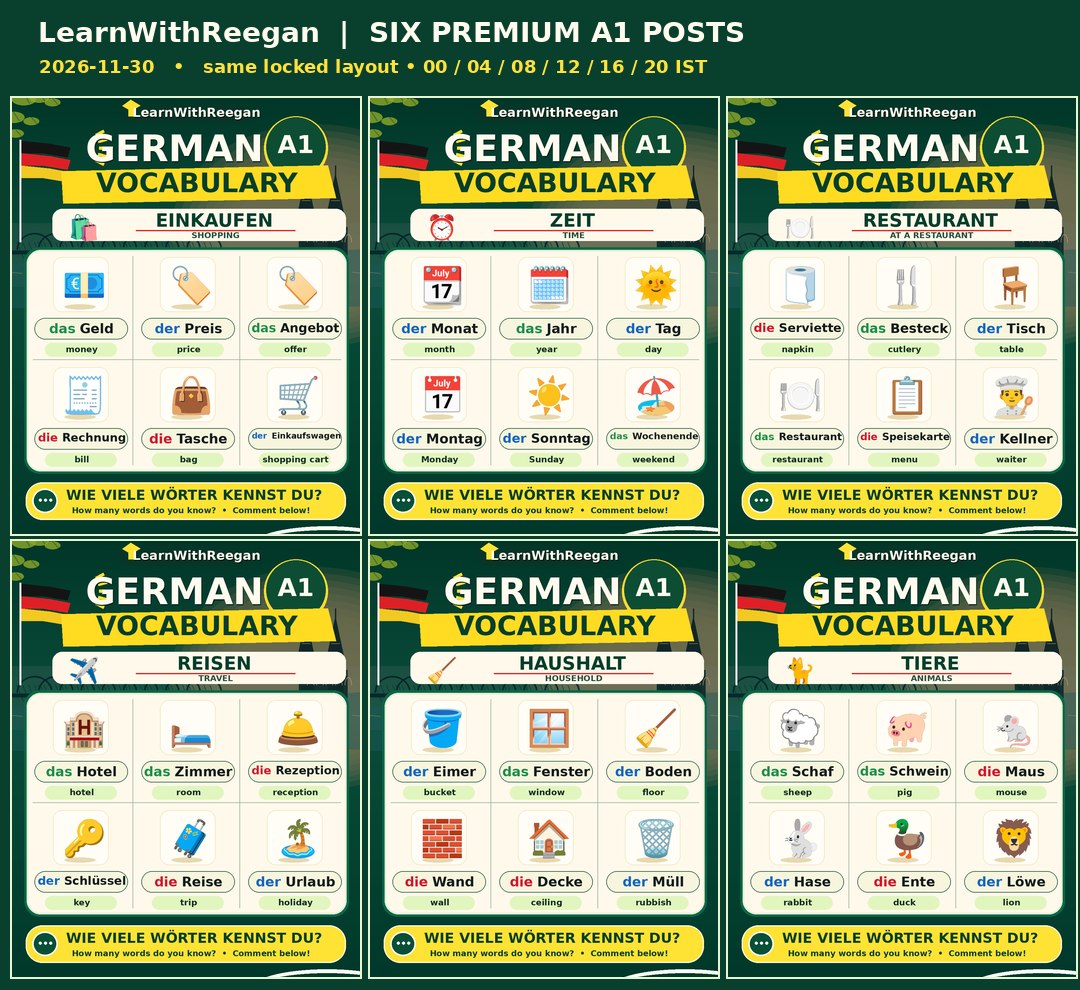 LearnWithReegan | SIX PREMIUM A1 POSTS
2026-11-30 • same locked layout • 00 / 04 / 08 / 12 / 16 / 20 IST
LearnWithReegan
GERMAN A1
VOCABULARY
EINKAUFEN
SHOPPING
das Geld der Preis das Angebot
money price offer
die Rechnung die Tasche der Einkaufswagen
bill bag shopping cart
WIE VIELE WÖRTER KENNST DU?
How many words do you know? • Comment below!
LearnWithReegan
GERMAN A1
VOCABULARY
ZEIT
TIME
July
17
der Monat das Jahr der Tag
month year day
July
17
der Montag der Sonntag das Wochenende
Monday Sunday weekend
WIE VIELE WÖRTER KENNST DU?
How many words do you know? • Comment below!
LearnWithReegan
GERMAN A1
VOCABULARY
RESTAURANT
AT A RESTAURANT
die Serviette das Besteck der Tisch
napkin cutlery table
das Restaurant die Speisekarte der Kellner
restaurant menu waiter
WIE VIELE WÖRTER KENNST DU?
How many words do you know? • Comment below!
LearnWithReegan
GERMAN A1
VOCABULARY
REISEN
TRAVEL
H
das Hotel das Zimmer die Rezeption
hotel room reception
der Schlüssel die Reise der Urlaub
key trip holiday
WIE VIELE WÖRTER KENNST DU?
How many words do you know? • Comment below!
LearnWithReegan
GERMAN A1
VOCABULARY
HAUSHALT
HOUSEHOLD
der Eimer das Fenster der Boden
bucket window floor
die Wand die Decke der Müll
wall ceiling rubbish
WIE VIELE WÖRTER KENNST DU?
How many words do you know? • Comment below!
LearnWithReegan
GERMAN A1
VOCABULARY
TIERE
ANIMALS
das Schaf das Schwein die Maus
sheep pig mouse
der Hase die Ente der Löwe
rabbit duck lion
WIE VIELE WÖRTER KENNST DU?
How many words do you know? • Comment below!